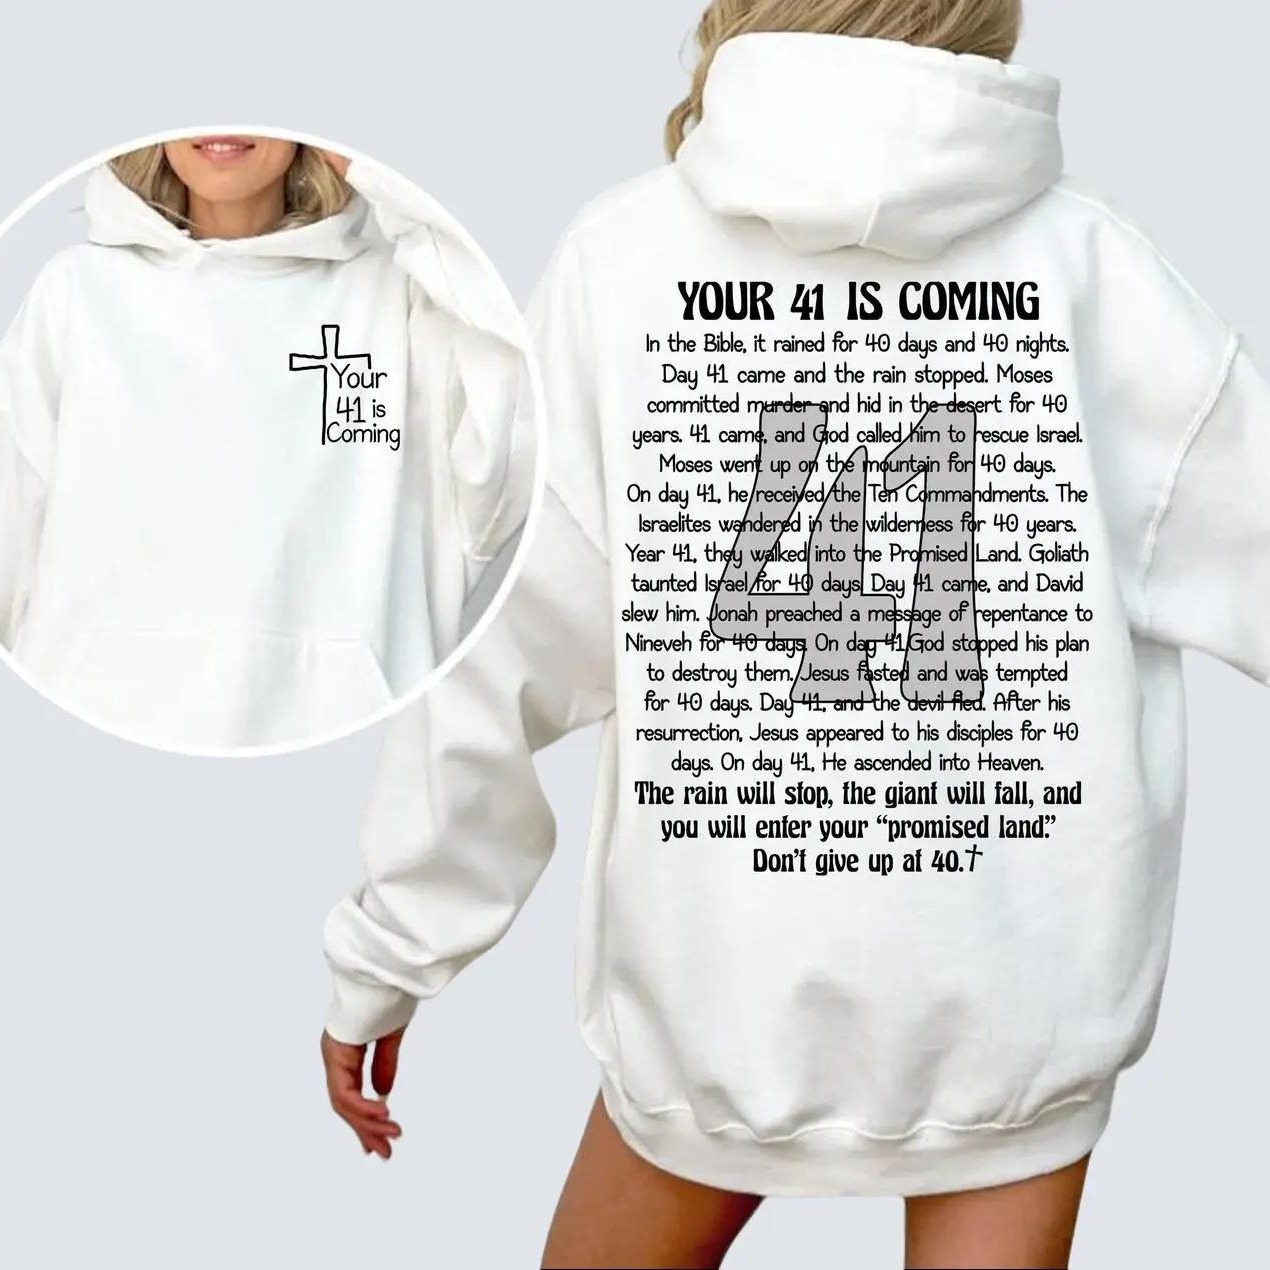 Your
41 is
Coming
YOUR 41 IS COMING
In the Bible, it rained for 40 days and 40 nights.
Day 41 came and the rain stopped. Moses
committed murder and hid in the desert for 40
years. 41 came, and God called him to rescue Israel.
Moses went up on the mountain for 40 days.
On day 41, he received the Ten Commandments. The
Israelites wandered in the wilderness for 40 years.
Year 41, they walked into the Promised Land. Goliath
taunted Israel for 40 days. Day 41 came, and David
slew him. Jonah preached a message of repentance to
Nineveh for 40 days. On day 41 God stopped his plan
to destroy them. Jesus fasted and was tempted
for 40 days. Day 41, and the devil fled. After his
resurrection, Jesus appeared to his disciples for 40
days. On day 41, He ascended into Heaven.
The rain will stop, the giant will fall, and
you will enter your “promised land.”
Don't give up at 40.
41